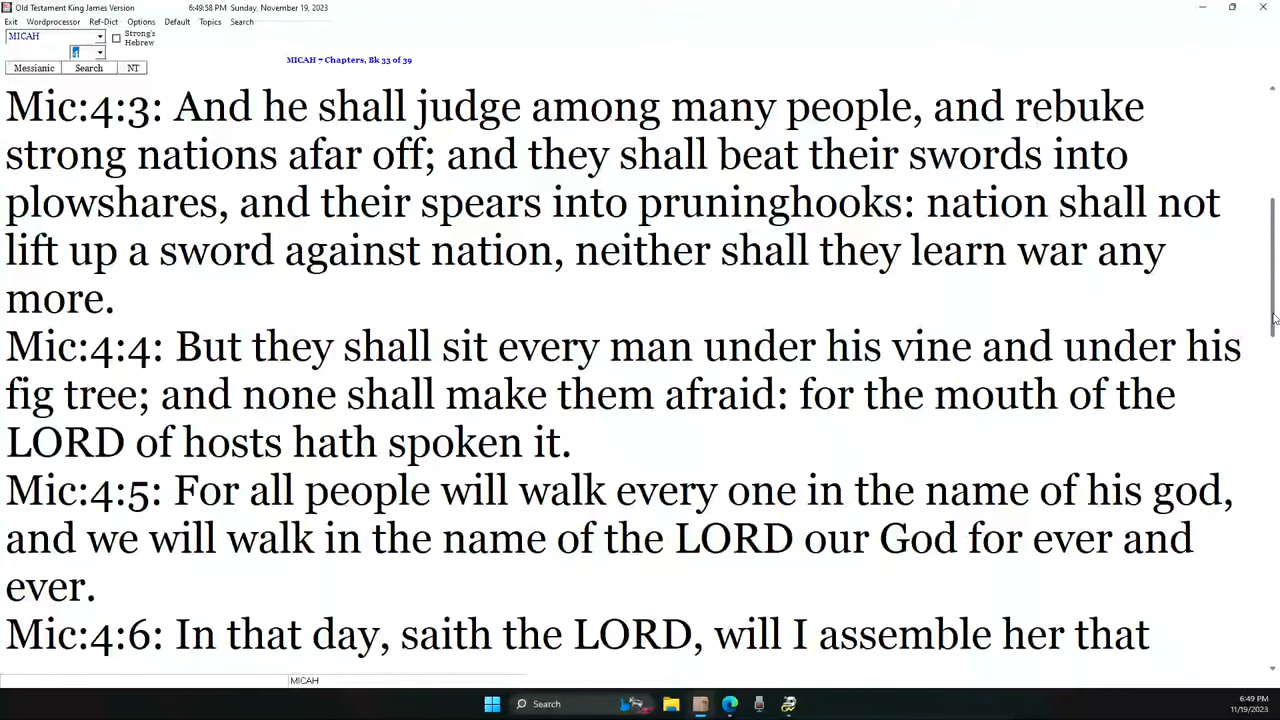 Old Testament King James Version 6:49:58 PM Sunday, November 19, 2023
Exit Wordprocessor Ref-Dict Options Default Topics Search
MICAH
Strong's
Hebrew
4
MICAH ~ Chapters, Bk 33 of 39
Messianic Search NT
Mic:4:3: And he shall judge among many people, and rebuke
strong nations afar off; and they shall beat their swords into
plowshares, and their spears into pruninghooks: nation shall not
lift up a sword against nation, neither shall they learn war any
more.
Mic:4:4: But they shall sit every man under his vine and under his
fig tree; and none shall make them afraid: for the mouth of the
LORD of hosts hath spoken it.
Mic:4:5: For all people will walk every one in the name of his god,
and we will walk in the name of the LORD our God for ever and
ever.
Mic:4:6: In that day, saith the LORD, will I assemble her that
MICAH
Search
6:49 PM
11/19/2023